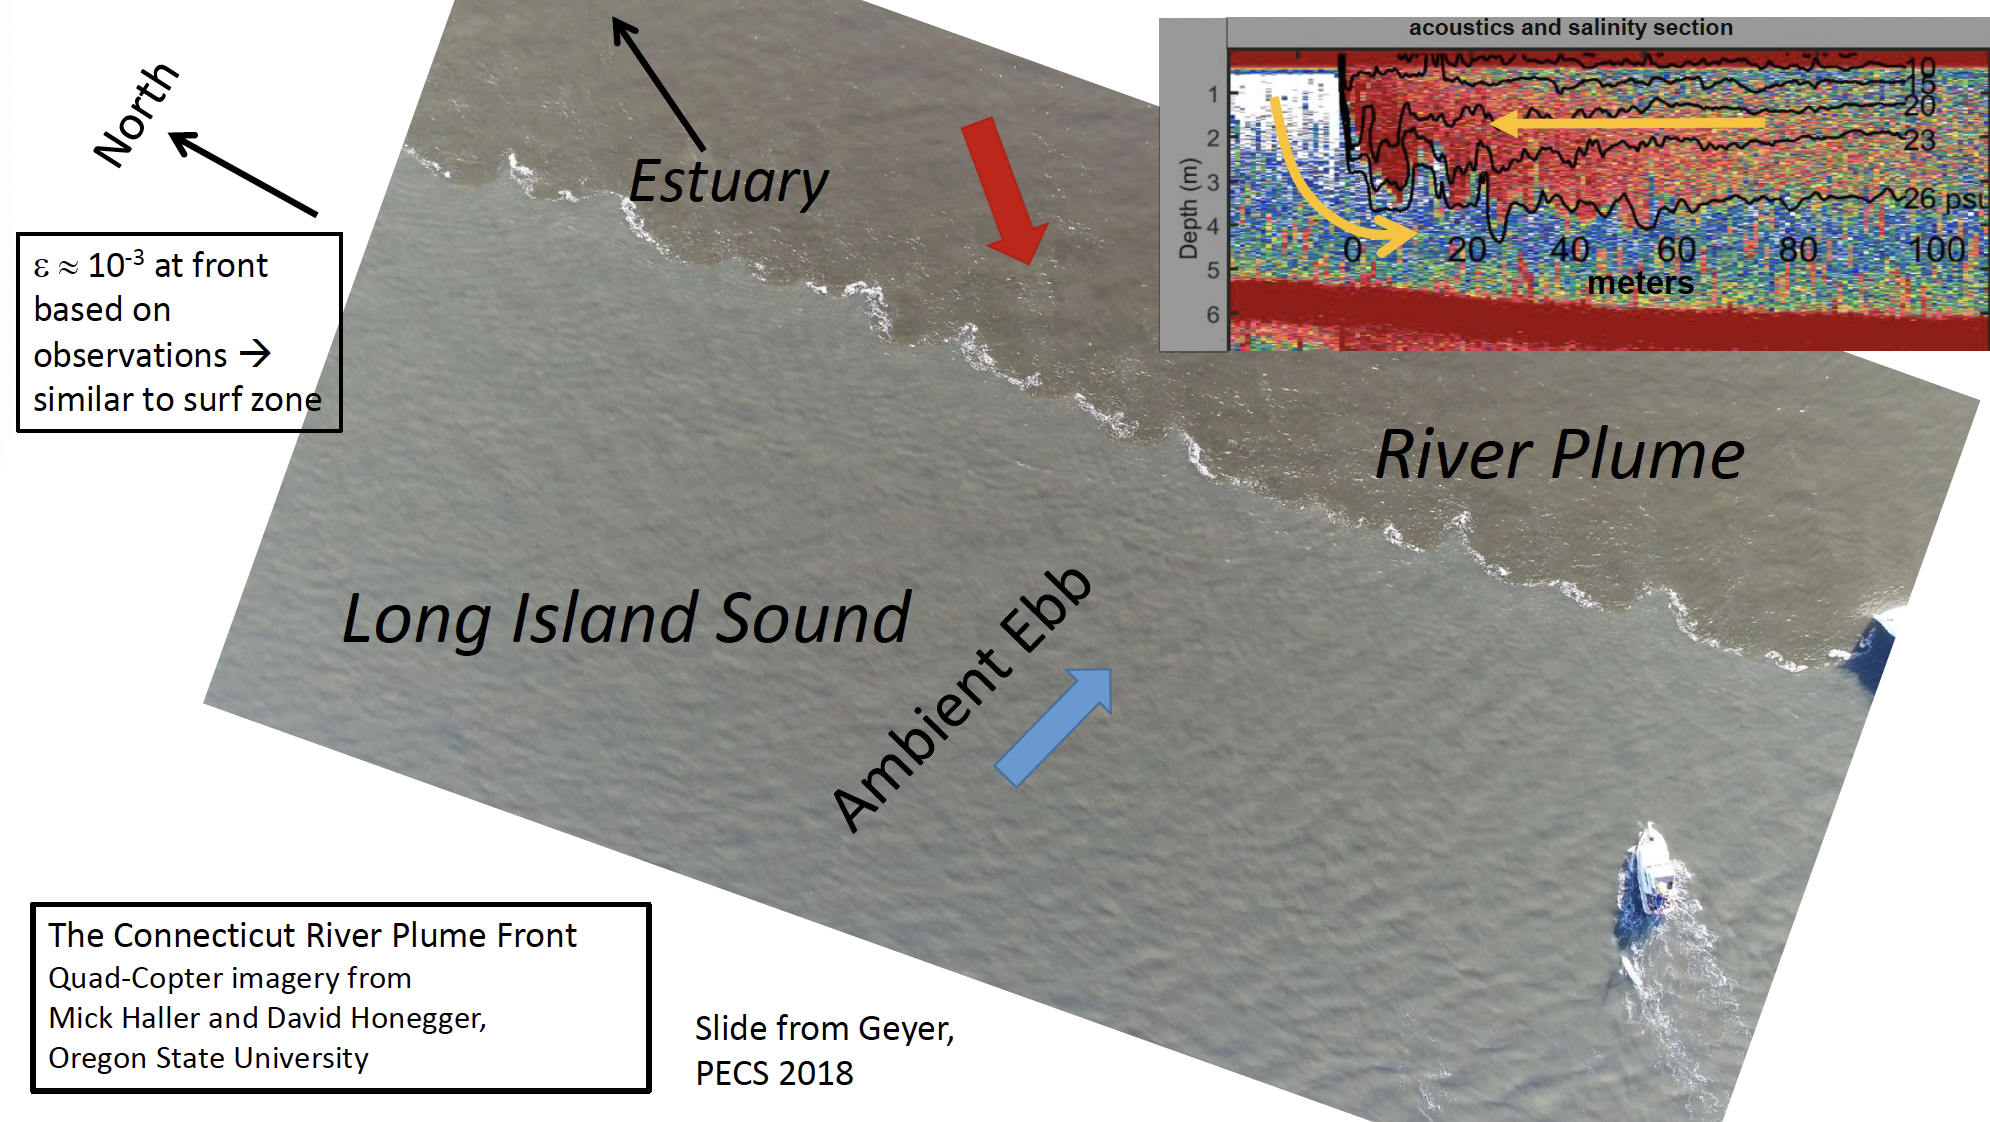 acoustics and salinity section
10
15
20
23
26 psu
1
2
3
4
5
6
Depth (m)
0 20 40 60 80 100
meters
North
Estuary
ε ≈ 10-3 at front
based on
observations →
similar to surf zone
River Plume
Long Island Sound
Ambient Ebb
The Connecticut River Plume Front
Quad-Copter imagery from
Mick Haller and David Honegger,
Oregon State University
Slide from Geyer,
PECS 2018